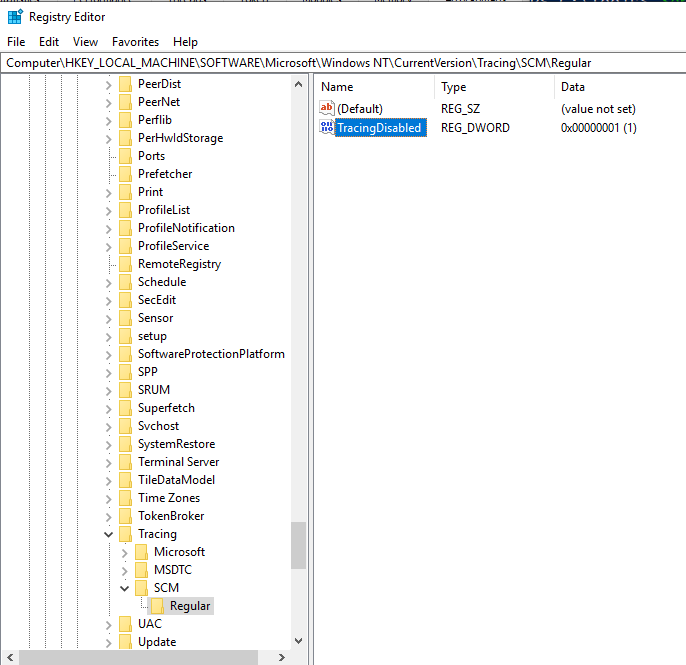 Registry Editor
File Edit View Favorites Help
Computer\HKEY_LOCAL_MACHINE\SOFTWARE\Microsoft\Windows NT\CurrentVersion\Tracing\SCM\Regular
PeerDist
PeerNet
Perflib
PerHwIdStorage
Ports
Prefetcher
Print
ProfileList
ProfileNotification
ProfileService
RemoteRegistry
Schedule
SecEdit
Sensor
setup
SoftwareProtectionPlatform
SPP
SRUM
Superfetch
Svchost
SystemRestore
Terminal Server
TileDataModel
Time Zones
TokenBroker
Tracing
Microsoft
MSDTC
SCM
Regular
UAC
Update
Name Type Data
ab (Default) REG_SZ (value not set)
TracingDisabled REG_DWORD 0x00000001 (1)